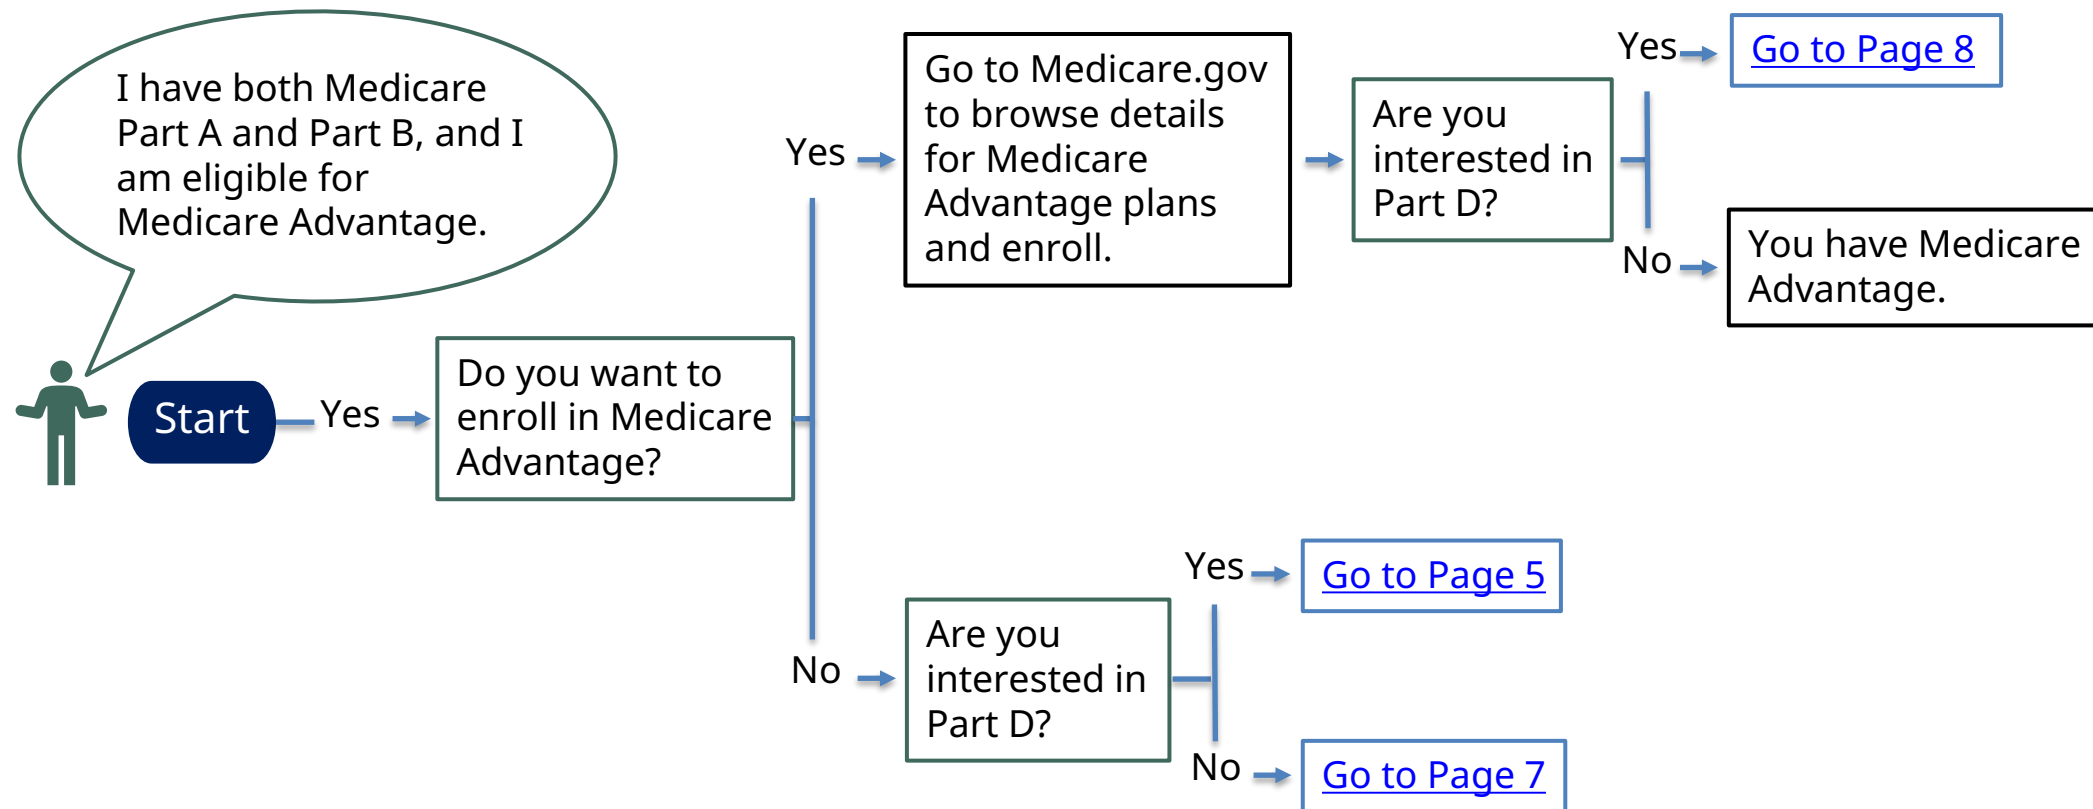 I have both Medicare
Part A and Part B, and I
am eligible for
Medicare Advantage.
Start
Yes
Do you want to
enroll in Medicare
Advantage?
Yes
Go to Medicare.gov
to browse details
for Medicare
Advantage plans
and enroll.
Are you
interested in
Part D?
Yes
Go to Page 8
No
You have Medicare
Advantage.
No
Are you
interested in
Part D?
Yes
Go to Page 5
No
Go to Page 7